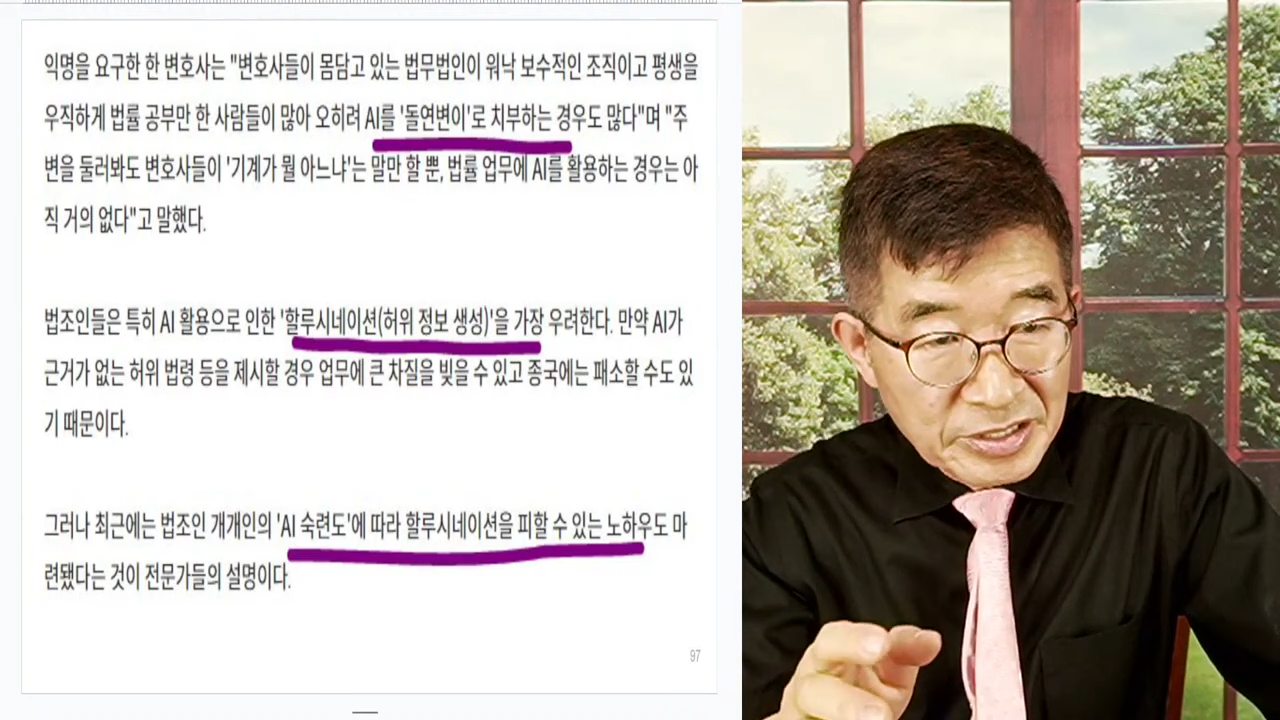 익명을 요구한 한 변호사는 "변호사들이 몸담고 있는 법무법인이 워낙 보수적인 조직이고 평생을
우직하게 법률 공부만 한 사람들이 많아 오히려 AI를 '돌연변이'로 치부하는 경우도 많다"며 "주
변을 둘러봐도 변호사들이 '기계가 뭘 아느냐'는 말만 할 뿐, 법률 업무에 AI를 활용하는 경우는 아
직 거의 없다"고 말했다.
법조인들은 특히 AI 활용으로 인한 '할루시네이션(허위 정보 생성)'을 가장 우려한다. 만약 AI가
근거가 없는 허위 법령 등을 제시할 경우 업무에 큰 차질을 빚을 수 있고 종국에는 패소할 수도 있
기 때문이다.
그러나 최근에는 법조인 개개인의 'AI 숙련도'에 따라 할루시네이션을 피할 수 있는 노하우도 마
련됐다는 것이 전문가들의 설명이다.
97